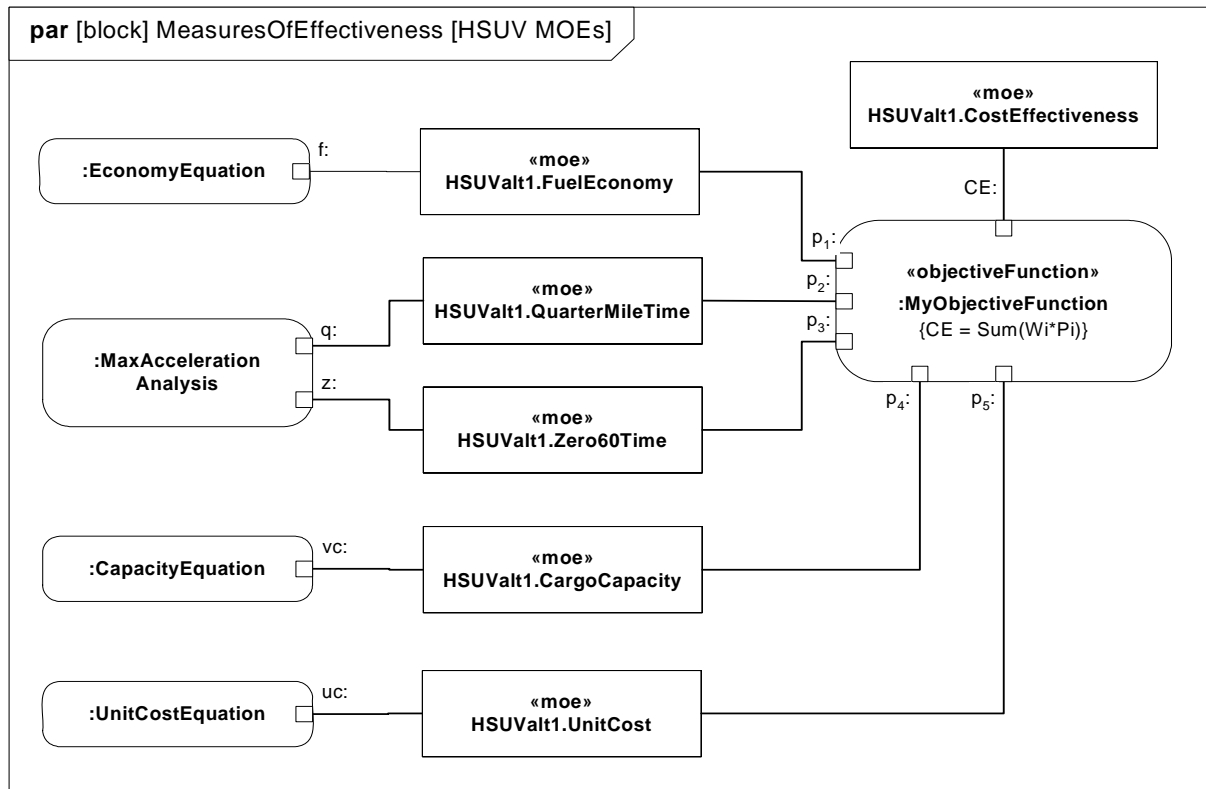 par [block] MeasuresOfEffectiveness [HSUV MOEs]
«moe»
HSUValt1.CostEffectiveness
CE:
:EconomyEquation
f:
«moe»
HSUValt1.FuelEconomy
p1:
p2:
p3:
«objectiveFunction»
:MyObjectiveFunction
{CE = Sum(Wi*Pi)}
p4:
p5:
:MaxAcceleration
Analysis
q:
z:
«moe»
HSUValt1.QuarterMileTime
«moe»
HSUValt1.Zero60Time
:CapacityEquation
vc:
«moe»
HSUValt1.CargoCapacity
:UnitCostEquation
uc:
«moe»
HSUValt1.UnitCost